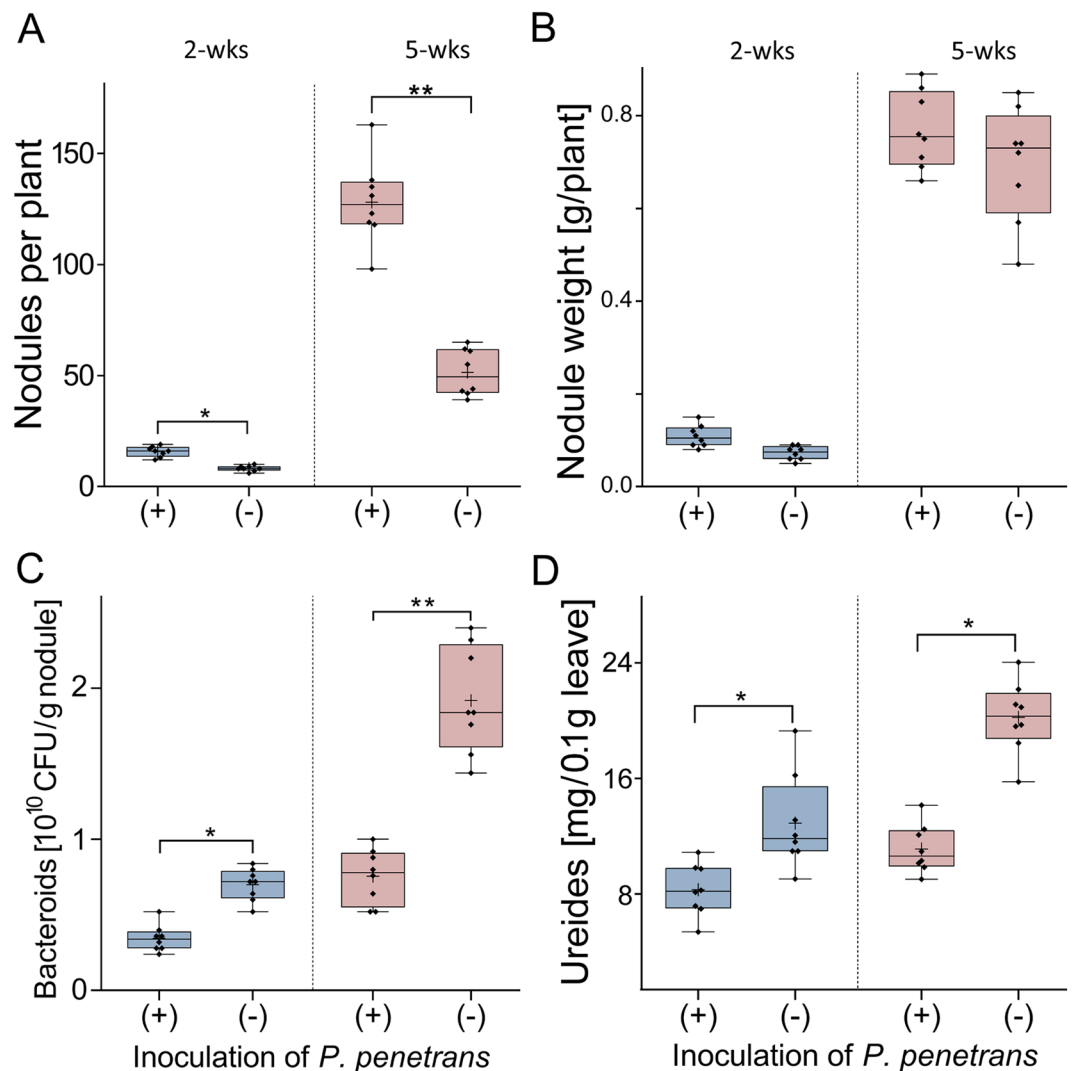 A
2-wks 5-wks
Nodules per plant
150
100
50
0
*
**
(+) (-) (+) (-)
B
2-wks 5-wks
Nodule weight [g/plant]
0.8
0.4
0.0
(+) (-) (+) (-)
C
Bacteroids [10¹⁰ CFU/g nodule]
2
1
0
*
**
(+) (-) (+) (-)
Inoculation of P. penetrans
D
Ureides [mg/0.1g leave]
24
16
8
*
*
(+) (-) (+) (-)
Inoculation of P. penetrans